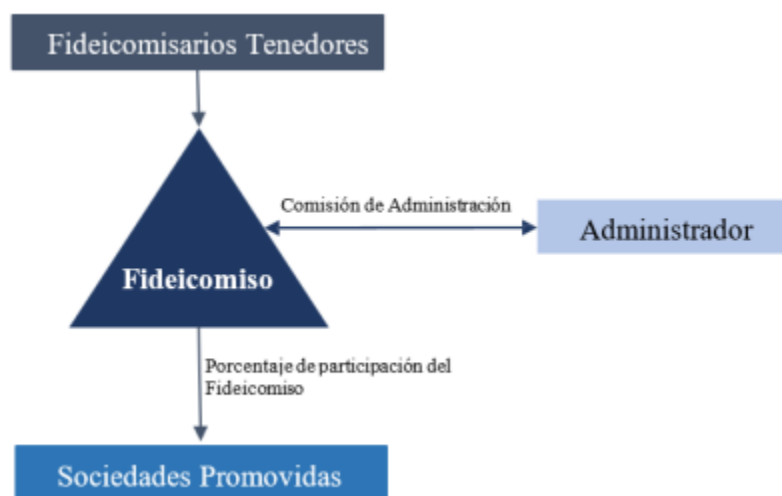 Fideicomisarios Tenedores
Comisión de Administración
Administrador
Fideicomiso
Porcentaje de participación del
Fideicomiso
Sociedades Promovidas